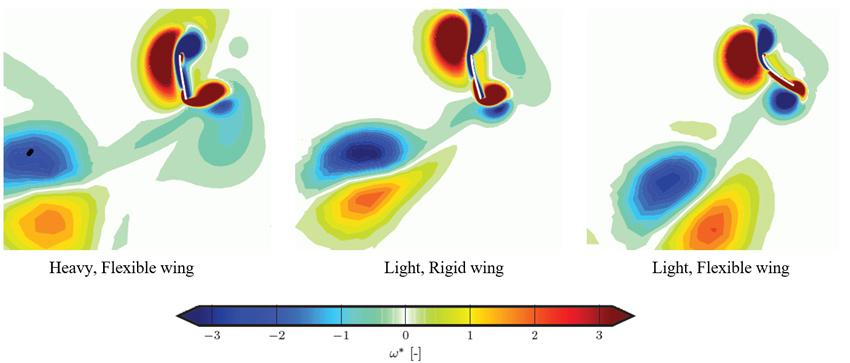 Heavy, Flexible wing Light, Rigid wing Light, Flexible wing
−3 −2 −1 0 1 2 3
ω* [-]